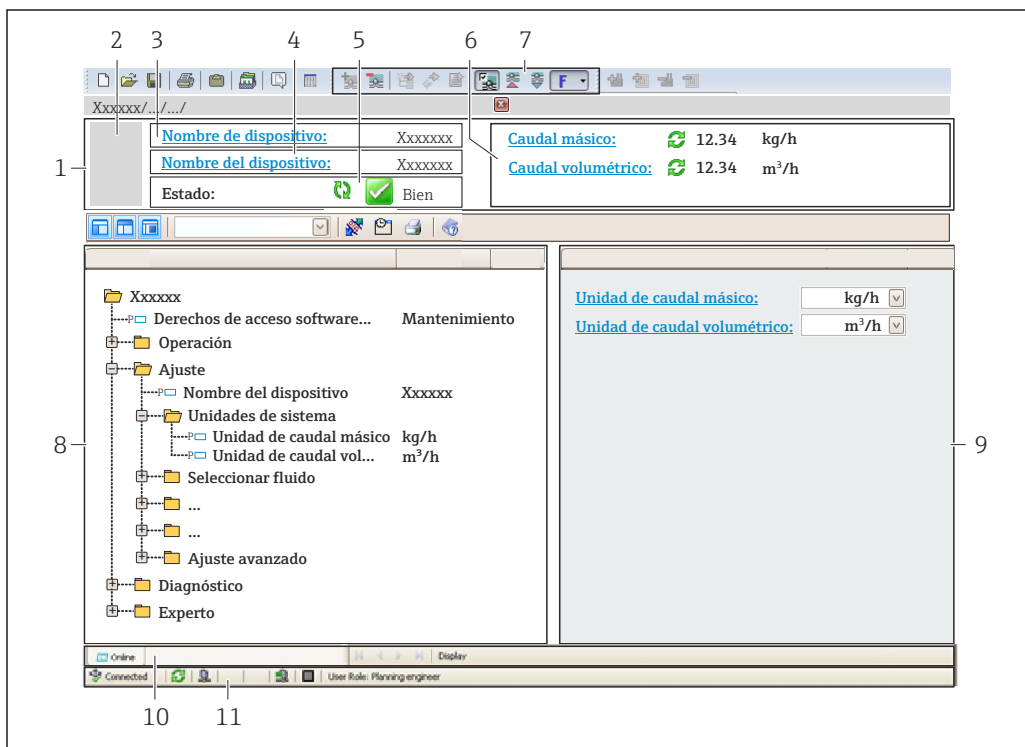 2 3 4 5 6 7
F
Xxxxxx/.../.../
1
Nombre de dispositivo: Xxxxxxx
Nombre del dispositivo: Xxxxxxx
Estado: Bien
Caudal másico: 12.34 kg/h
Caudal volumétrico: 12.34 m³/h
8
Xxxxxx
P Derechos de acceso software... Mantenimiento
Operación
Ajuste
P Nombre del dispositivo Xxxxxx
Unidades de sistema
P Unidad de caudal másico kg/h
P Unidad de caudal vol... m³/h
Seleccionar fluido
...
...
Ajuste avanzado
Diagnóstico
Experto
Unidad de caudal másico: kg/h
Unidad de caudal volumétrico: m³/h
9
Online Display
Connected User Role: Planning engineer
10 11